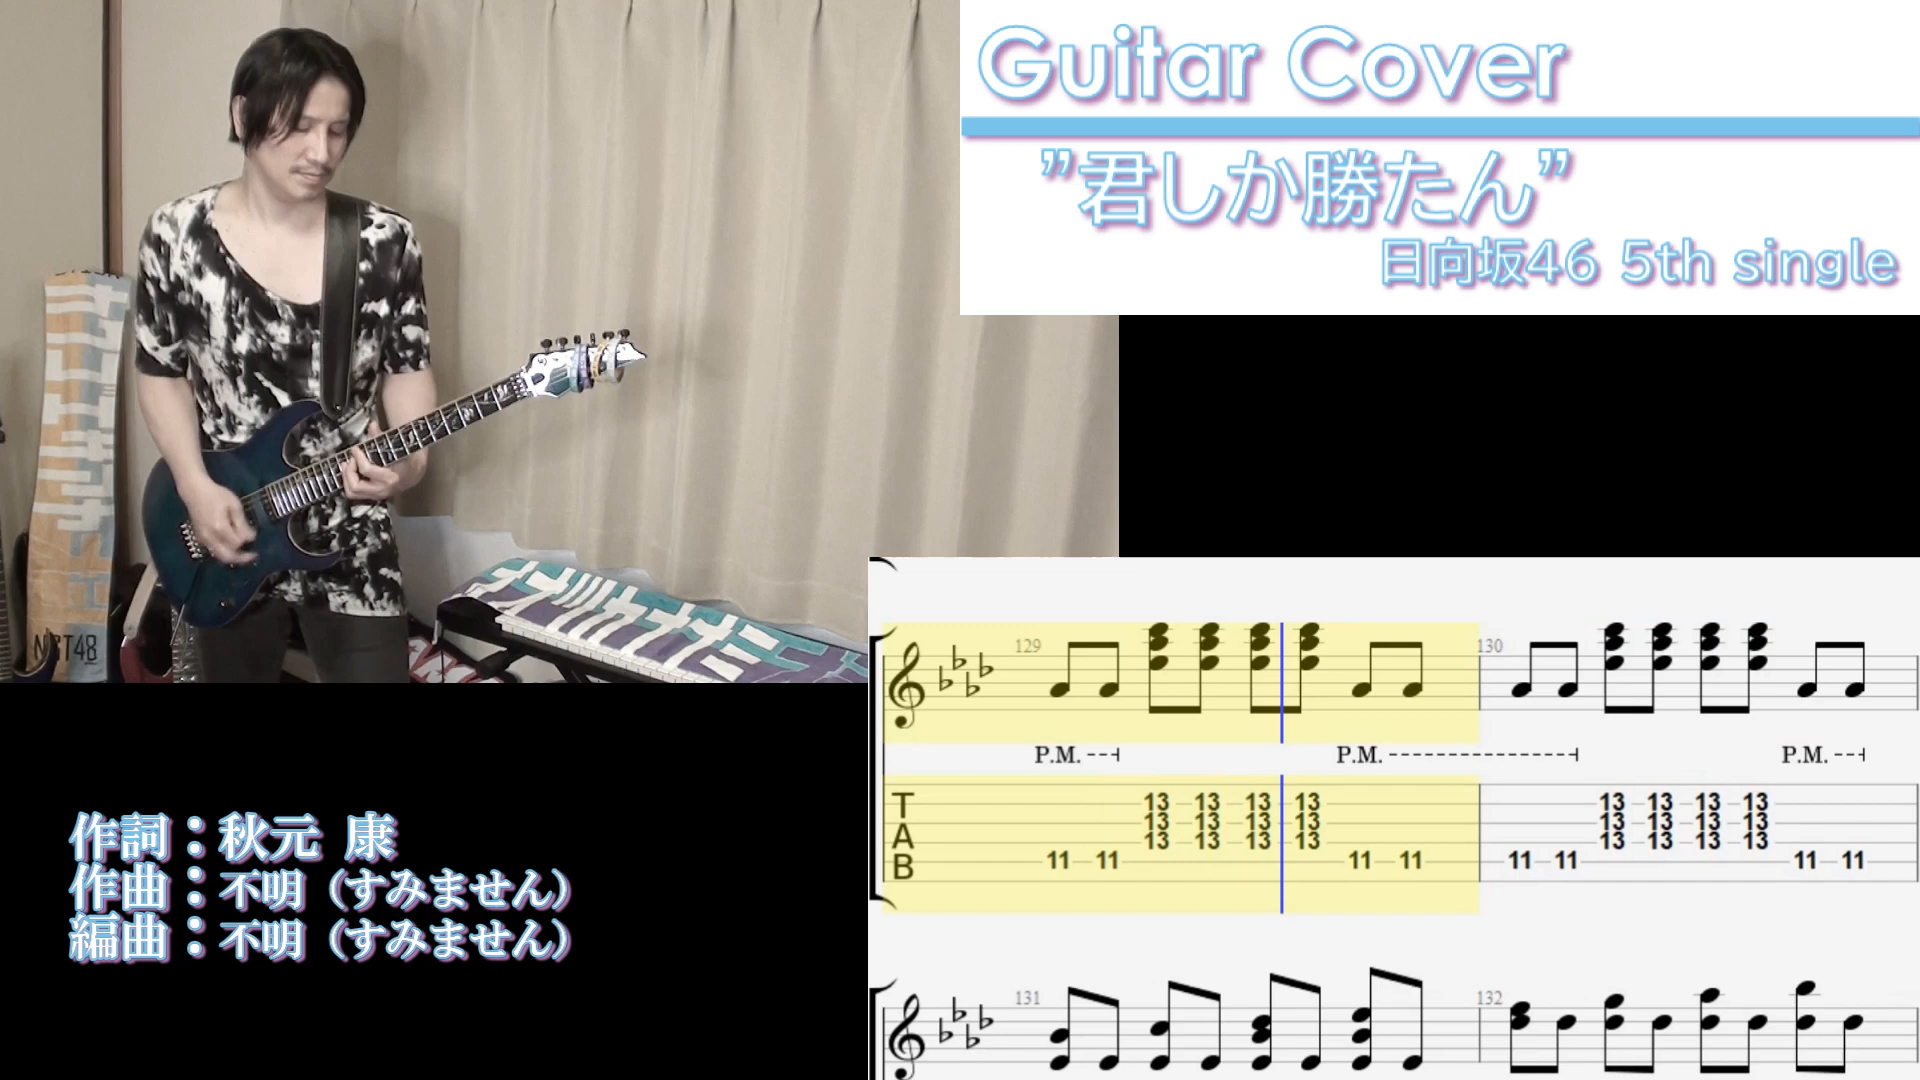 Guitar Cover
”君しか勝たん”
日向坂46 5th single
NGT48
129
130
P.M.
P.M.
P.M.
T
A
B
13 13 13 13 13 13 13 13
13 13 13 13 13 13 13 13
13 13 13 13 13 13 13 13
11 11 11 11 11 11 11 11
131
132
作詞：秋元 康
作曲：不明（すみません）
編曲：不明（すみません）